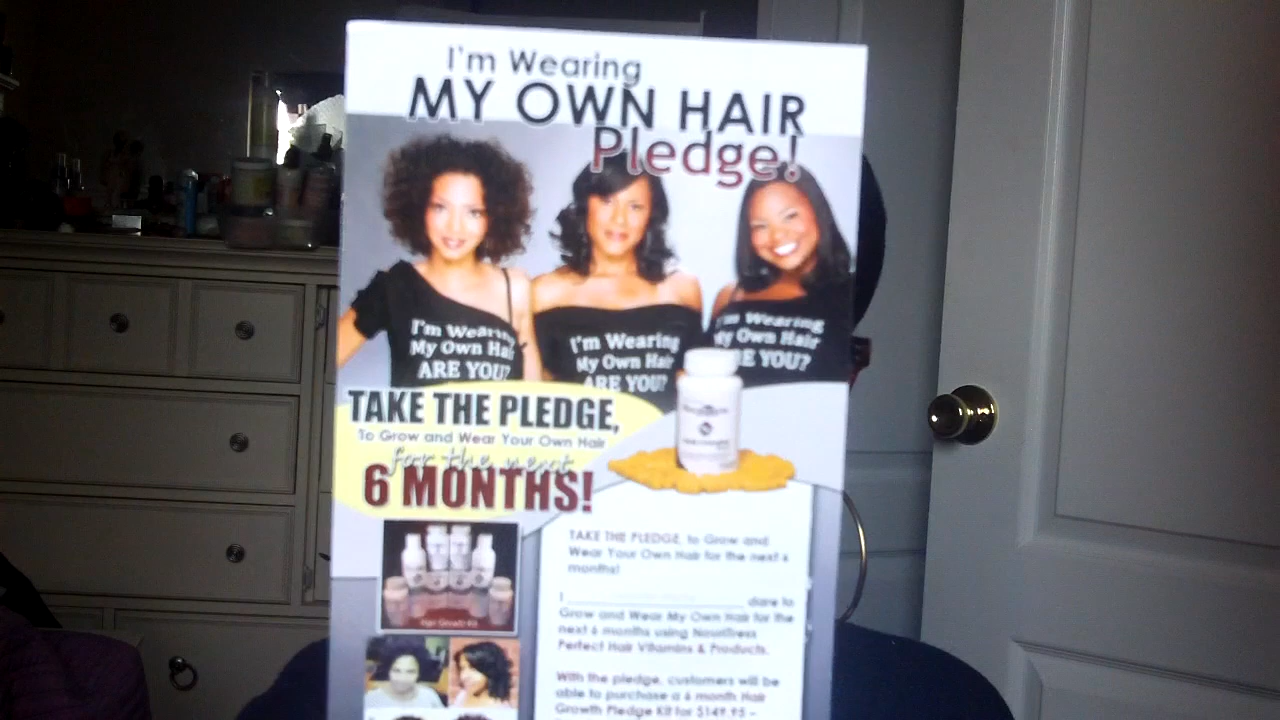 I'm Wearing
MY OWN HAIR
Pledge!
I'm Wearing
My Own Hair
ARE YOU?
I'm Wearing
My Own Hair
ARE YOU?
I'm Wearing
My Own Hair
ARE YOU?
TAKE THE PLEDGE,
To Grow and Wear Your Own Hair
for the next
6 MONTHS!
TAKE THE PLEDGE, to Grow and
Wear Your Own Hair for the next 6
months!
I ____________________ dare to
Grow and Wear My Own Hair for the
next 6 months using NouriTress
Perfect Hair Vitamins & Products.
With the pledge, customers will be
able to purchase a 6 month Hair
Growth Pledge Kit for $149.95 –